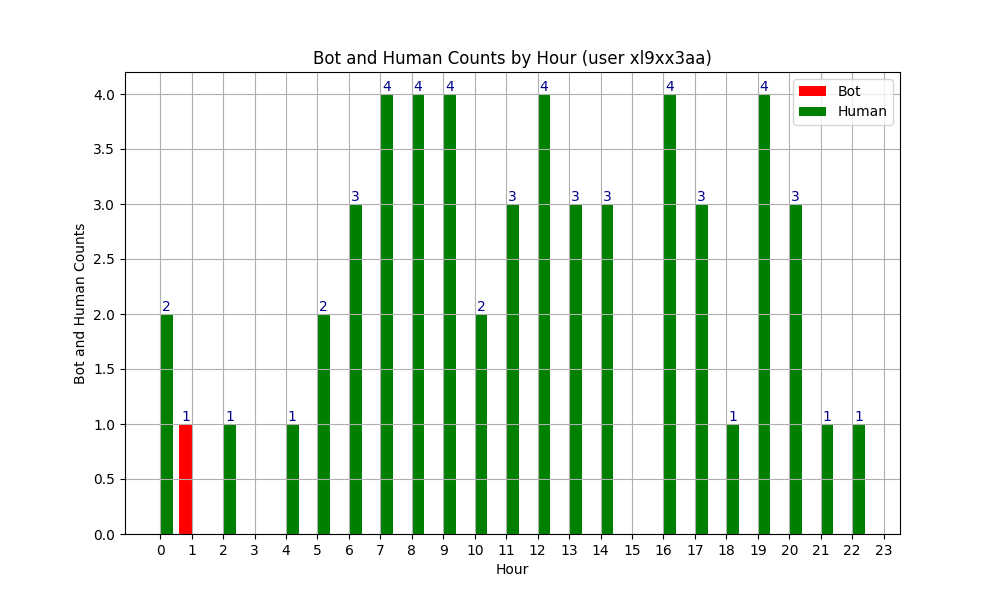 Bot and Human Counts by Hour (user xl9xx3aa)
Bot
Human
Bot and Human Counts
4.0
3.5
3.0
2.5
2.0
1.5
1.0
0.5
0.0
2 1 1 1 2 3 4 4 4 2 3 4 3 3 4 3 1 4 3 1 1
0 1 2 3 4 5 6 7 8 9 10 11 12 13 14 15 16 17 18 19 20 21 22 23
Hour